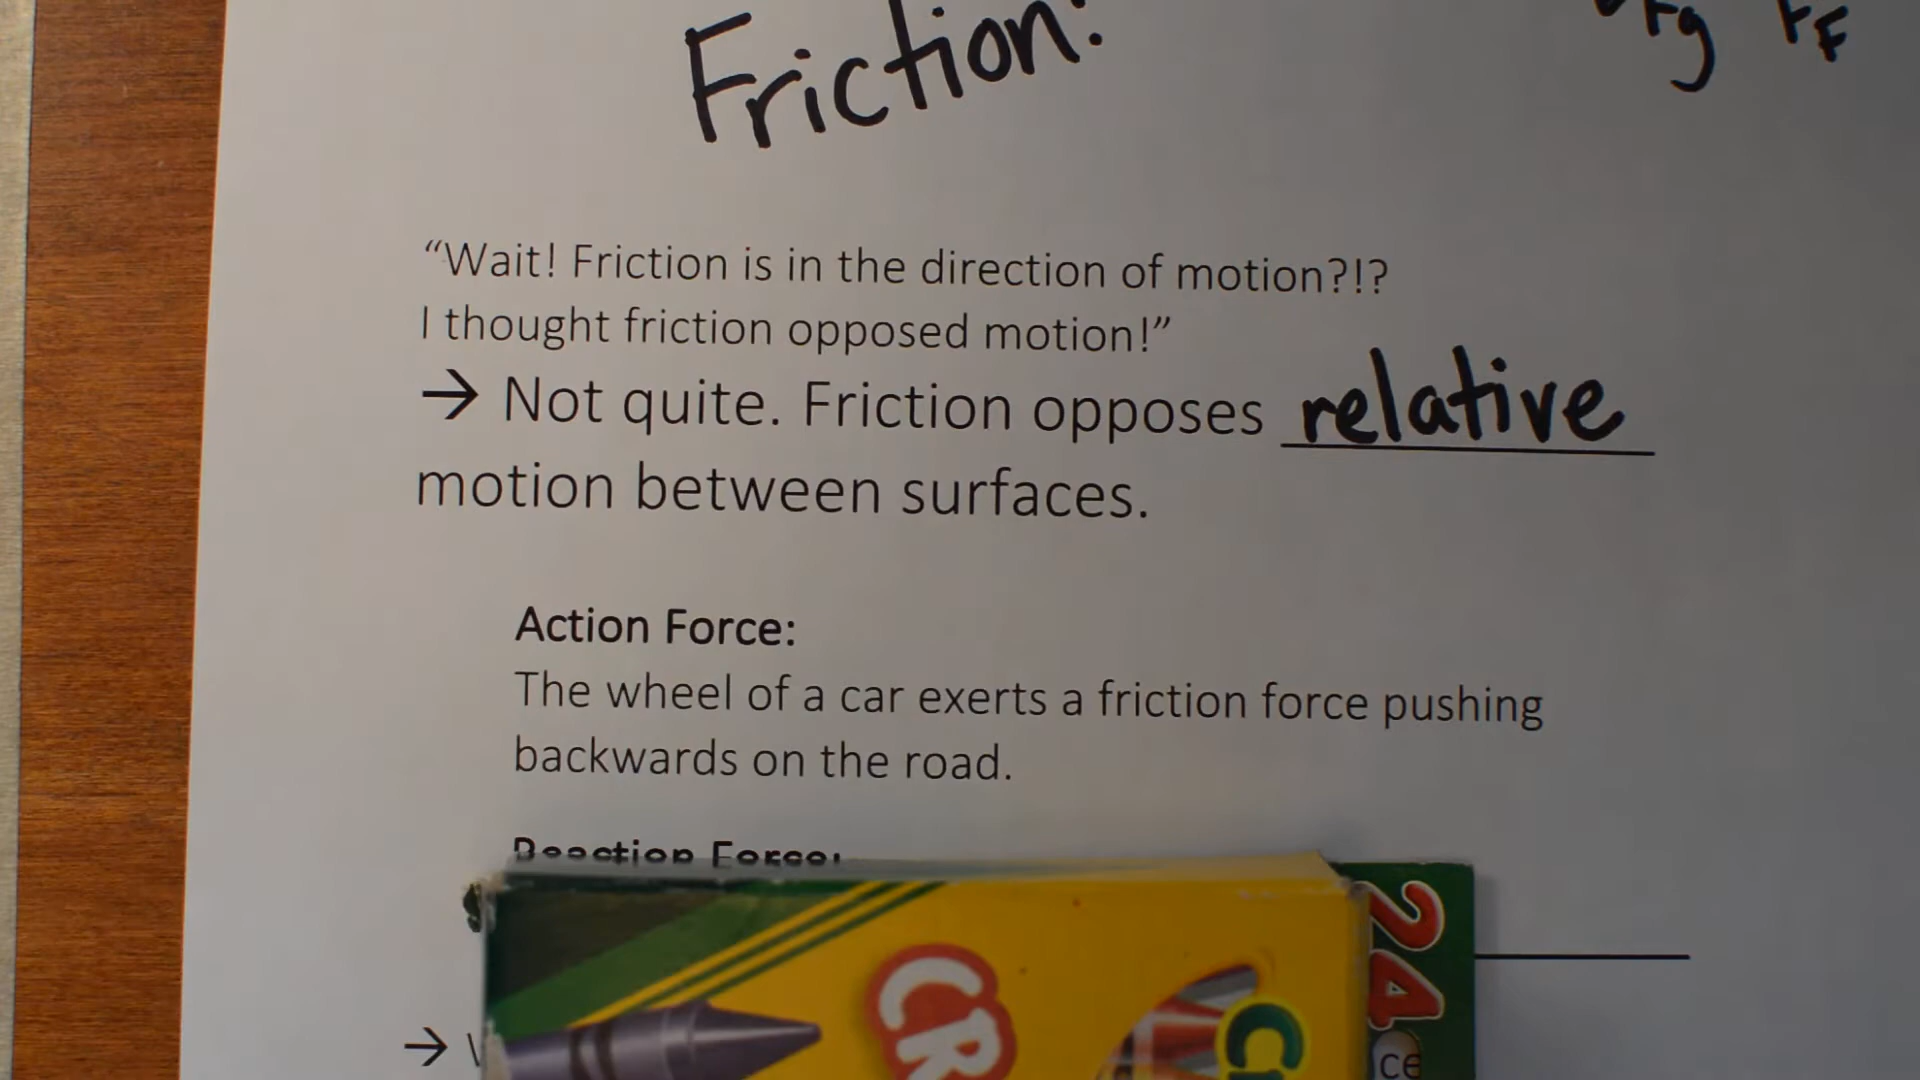 Friction:
Fg FF
“Wait! Friction is in the direction of motion?!?
I thought friction opposed motion!”
→ Not quite. Friction opposes relative
motion between surfaces.
Action Force:
The wheel of a car exerts a friction force pushing
backwards on the road.
Reaction Force:
24
CR
→
ce